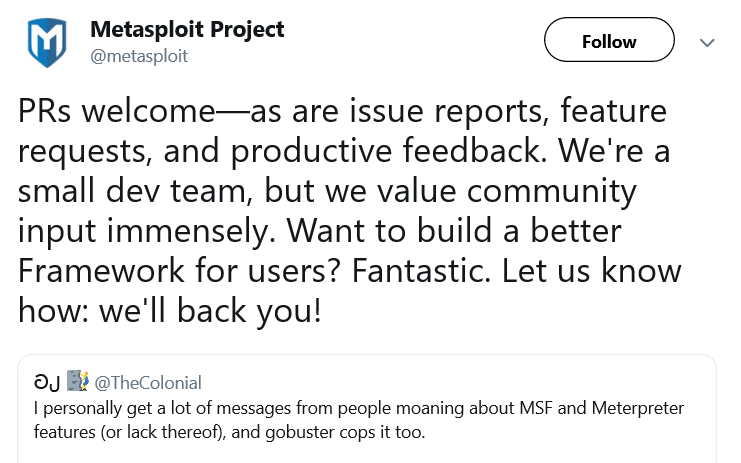 Metasploit Project
@metasploit
Follow
PRs welcome—as are issue reports, feature
requests, and productive feedback. We're a
small dev team, but we value community
input immensely. Want to build a better
Framework for users? Fantastic. Let us know
how: we'll back you!
@TheColonial
I personally get a lot of messages from people moaning about MSF and Meterpreter
features (or lack thereof), and gobuster cops it too.